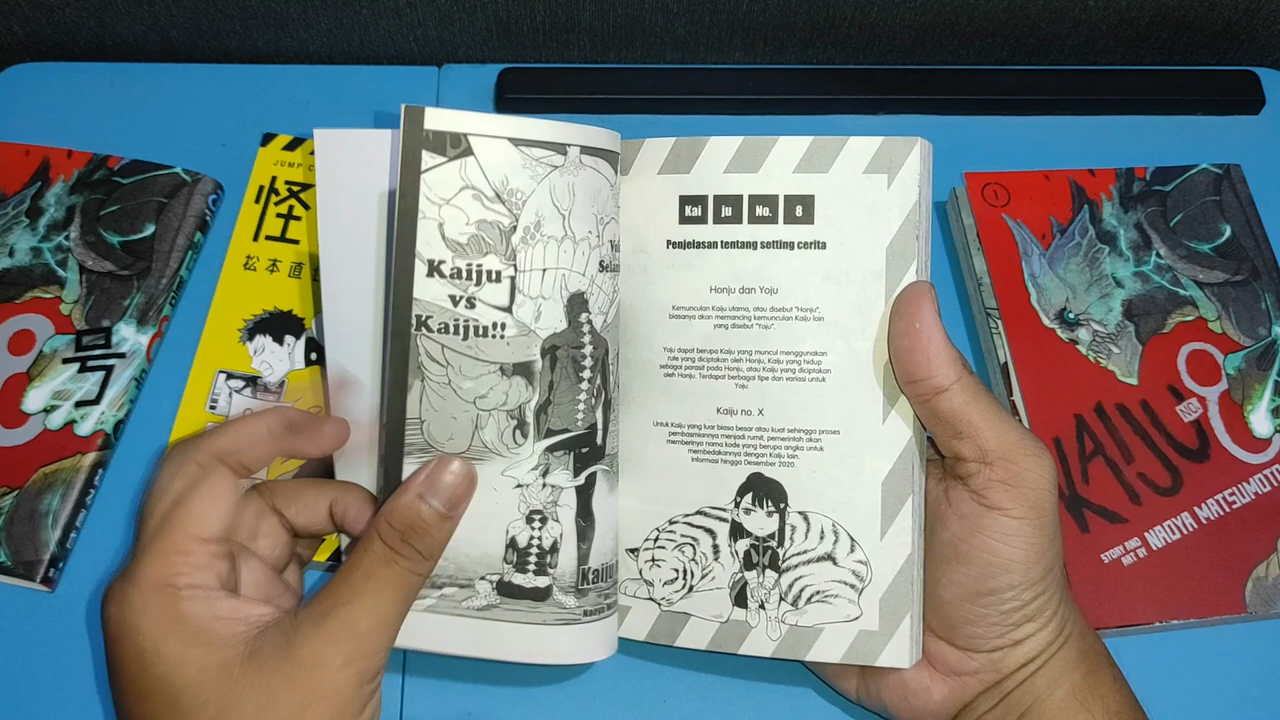 号
JUMP C
怪
松本直也
Kaiju
vs
Kaiju!!
Kaiju
Kai ju No. 8
Penjelasan tentang setting cerita
Honju dan Yoju
Kemunculan Kaiju utama, atau disebut "Honju",
biasanya akan memancing kemunculan Kaiju lain
yang disebut "Yoju".
Yoju dapat berupa Kaiju yang muncul menggunakan
rute yang diciptakan oleh Honju, Kaiju yang hidup
sebagai parasit pada Honju, atau Kaiju yang diciptakan
oleh Honju. Terdapat berbagai tipe dan variasi untuk
Yoju.
Kaiju no. X
Untuk Kaiju yang luar biasa besar atau kuat sehingga proses
pembasmiannya menjadi rumit, pemerintah akan
memberinya nama kode yang berupa angka untuk
membedakannya dengan Kaiju lain.
Informasi hingga Desember 2020.
1
KAIJU NO. 8
STORY AND
ART BY NAOYA MATSUMOTO